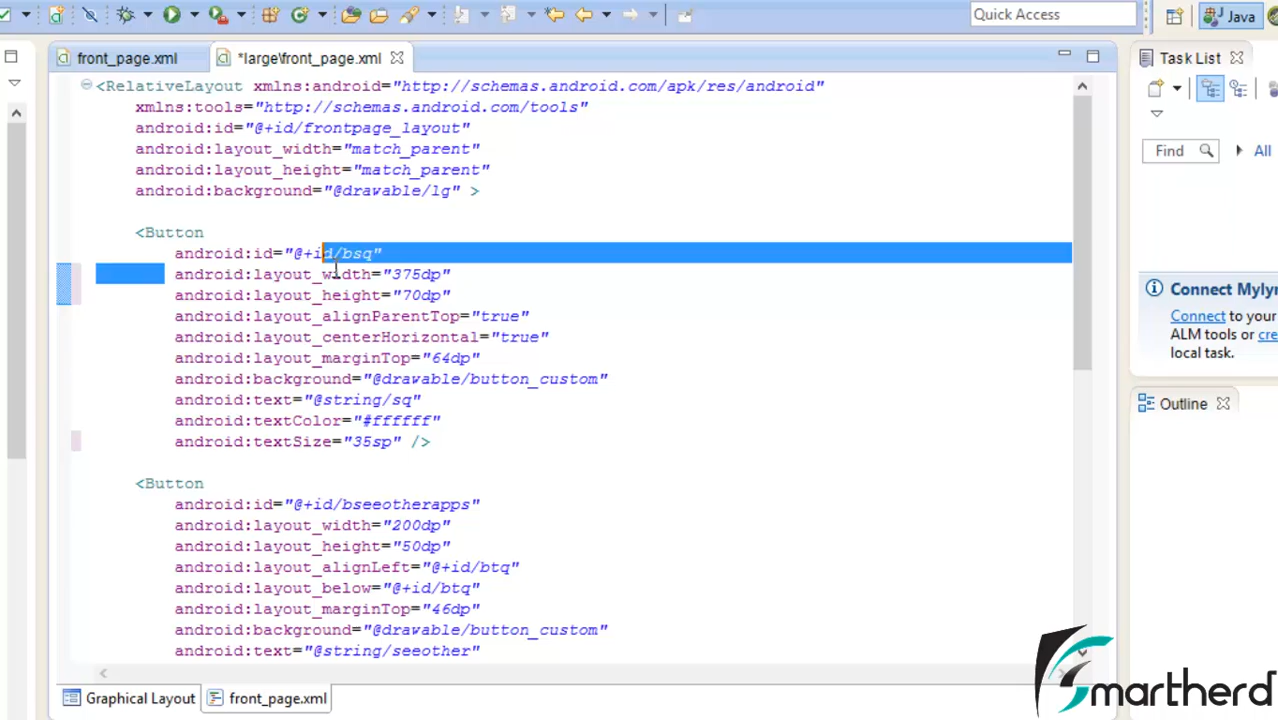 Quick Access
Java
front_page.xml
*large\front_page.xml
Task List
<RelativeLayout xmlns:android="http://schemas.android.com/apk/res/android"
xmlns:tools="http://schemas.android.com/tools"
android:id="@+id/frontpage_layout"
android:layout_width="match_parent"
android:layout_height="match_parent"
android:background="@drawable/lg" >
Find
All
<Button
android:id="@+id/bsq"
android:layout_width="375dp"
android:layout_height="70dp"
android:layout_alignParentTop="true"
android:layout_centerHorizontal="true"
android:layout_marginTop="64dp"
android:background="@drawable/button_custom"
android:text="@string/sq"
android:textColor="#ffffff"
android:textSize="35sp" />
Connect Myly
Connect to your
ALM tools or cre
local task.
Outline
<Button
android:id="@+id/bseeotherapps"
android:layout_width="200dp"
android:layout_height="50dp"
android:layout_alignLeft="@+id/btq"
android:layout_below="@+id/btq"
android:layout_marginTop="46dp"
android:background="@drawable/button_custom"
android:text="@string/seeother"
Graphical Layout
front_page.xml
Smartherd